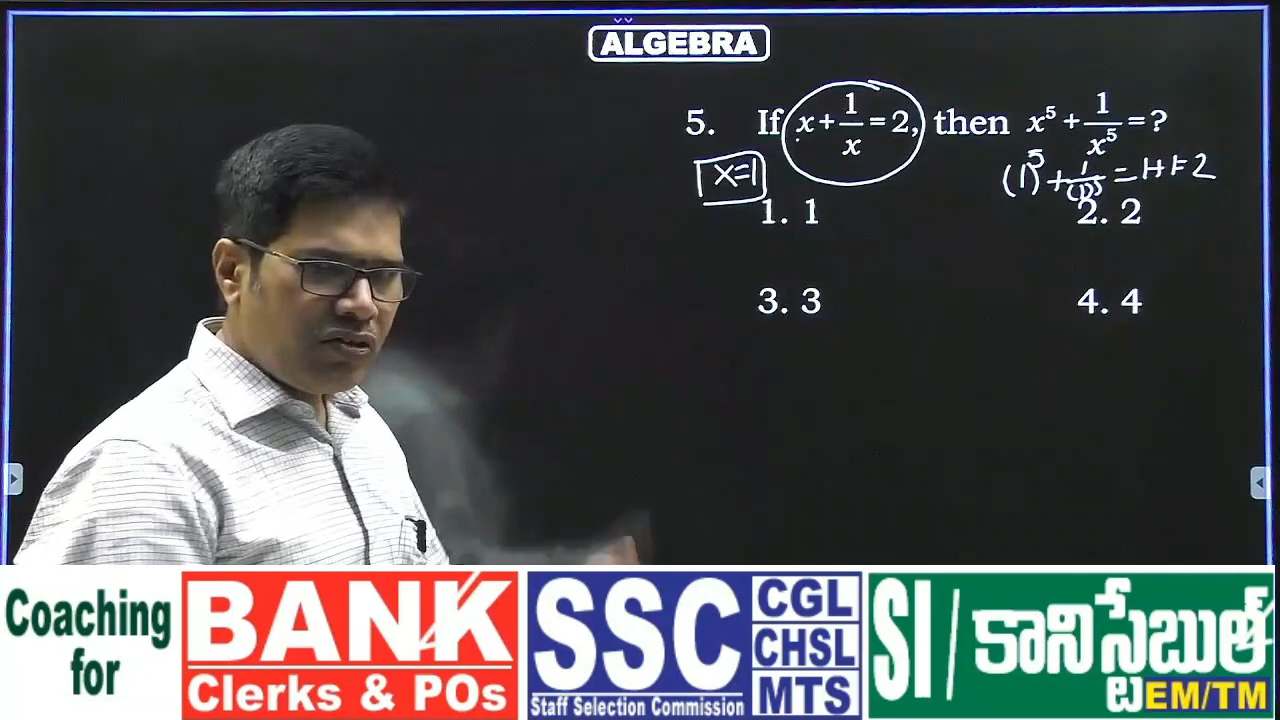 ALGEBRA
5. If x + 1/x = 2, then x⁵ + 1/x⁵ = ?
x=1
(1)⁵ + 1/(1)⁵ = 1+1=2
1. 1
2. 2
3. 3
4. 4
Coaching for
BANK
Clerks & POs
SSC
Staff Selection Commission
CGL
CHSL
MTS
SI / కానిస్టేబుల్
EM/TM